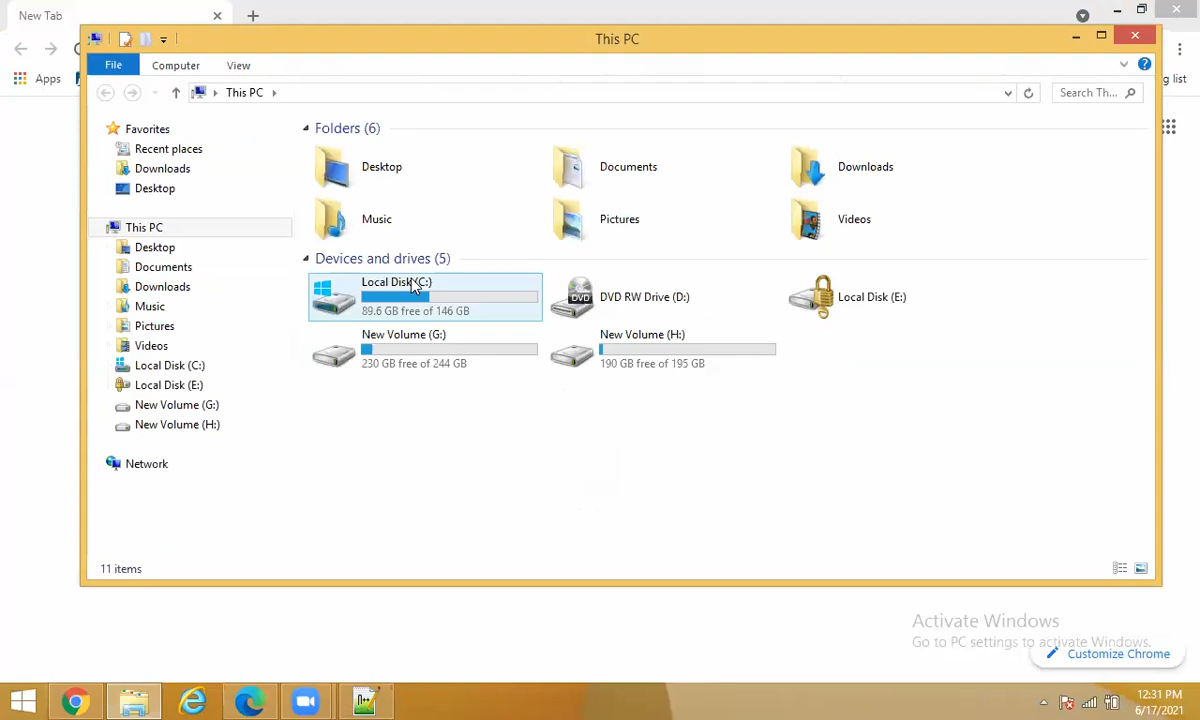 New Tab
This PC
File
Computer
View
Apps
g list
This PC
Search Th...
Favorites
Recent places
Downloads
Desktop
This PC
Desktop
Documents
Downloads
Music
Pictures
Videos
Local Disk (C:)
Local Disk (E:)
New Volume (G:)
New Volume (H:)
Network
Folders (6)
Desktop
Documents
Downloads
Music
Pictures
Videos
Devices and drives (5)
Local Disk (C:)
89.6 GB free of 146 GB
DVD
DVD RW Drive (D:)
Local Disk (E:)
New Volume (G:)
230 GB free of 244 GB
New Volume (H:)
190 GB free of 195 GB
11 items
Activate Windows
Go to PC settings to activate Windows.
Customize Chrome
12:31 PM
6/17/2021